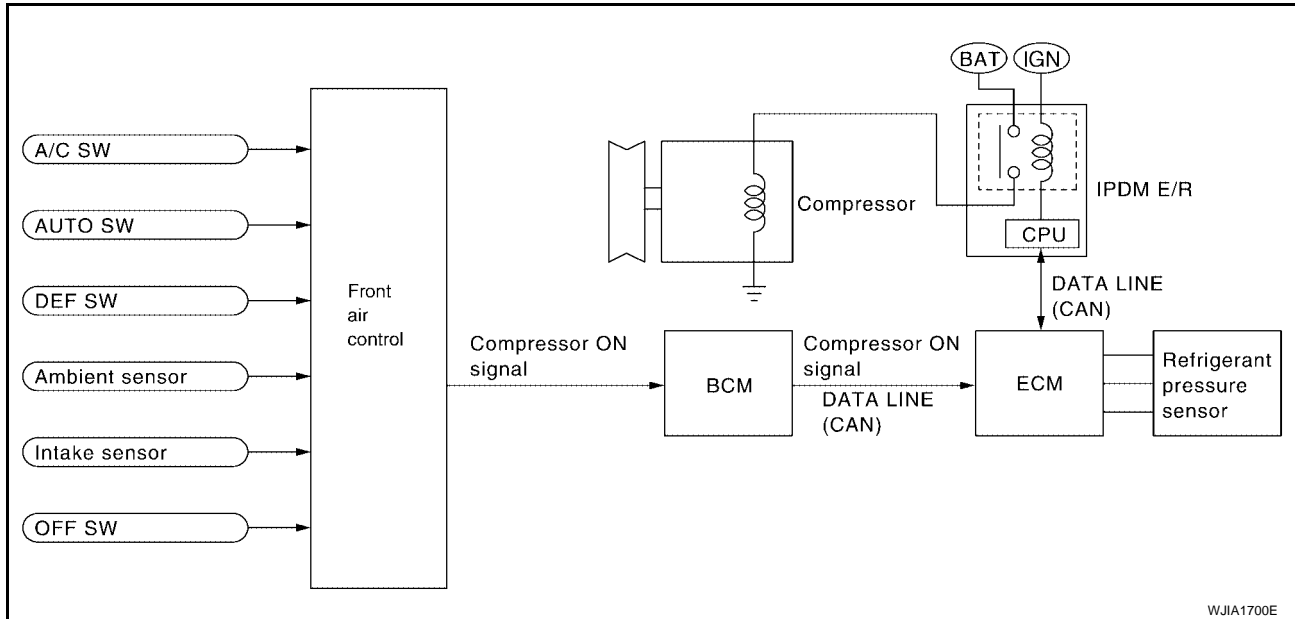 BAT
IGN
A/C SW
AUTO SW
DEF SW
Ambient sensor
Intake sensor
OFF SW
Front
air
control
Compressor
IPDM E/R
CPU
DATA LINE
(CAN)
Compressor ON
signal
BCM
Compressor ON
signal
DATA LINE
(CAN)
ECM
Refrigerant
pressure
sensor
WJIA1700E